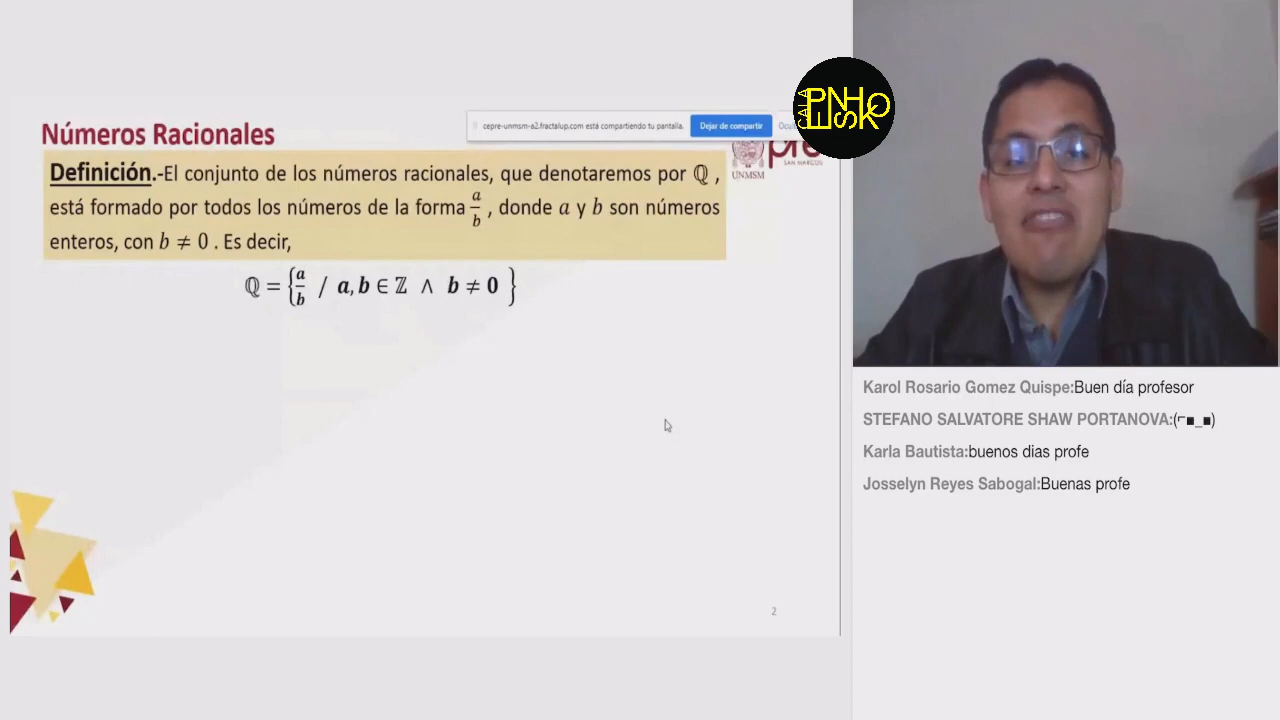 Números Racionales
cepre-unmsm-a2.fractalup.com está compartiendo tu pantalla. Dejar de compartir
Definición.-El conjunto de los números racionales, que denotaremos por ℚ ,
está formado por todos los números de la forma a/b , donde a y b son números
enteros, con b ≠ 0 . Es decir,
ℚ = {a/b / a, b ∈ ℤ ∧ b ≠ 0 }
UNMSM
pre
SAN MARCOS
2
Karol Rosario Gomez Quispe:Buen día profesor
STEFANO SALVATORE SHAW PORTANOVA:(⌐■_■)
Karla Bautista:buenos dias profe
Josselyn Reyes Sabogal:Buenas profe